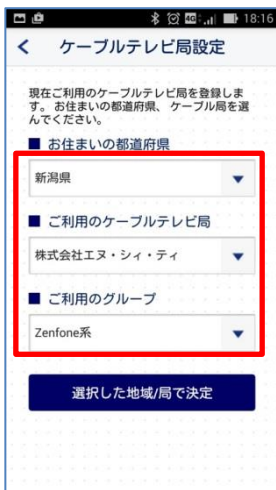 4G 18:16
ケーブルテレビ局設定
現在ご利用のケーブルテレビ局を登録しま
す。お住まいの都道府県、ケーブル局を選
んでください。
■ お住まいの都道府県
新潟県
■ ご利用のケーブルテレビ局
株式会社エヌ・シィ・ティ
■ ご利用のグループ
Zenfone系
選択した地域/局で決定